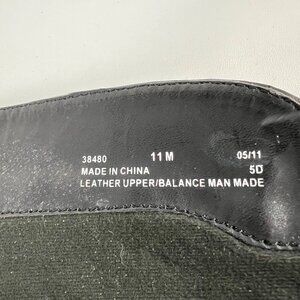 38480 11 M 05/11
MADE IN CHINA 5D
LEATHER UPPER/BALANCE MAN MADE